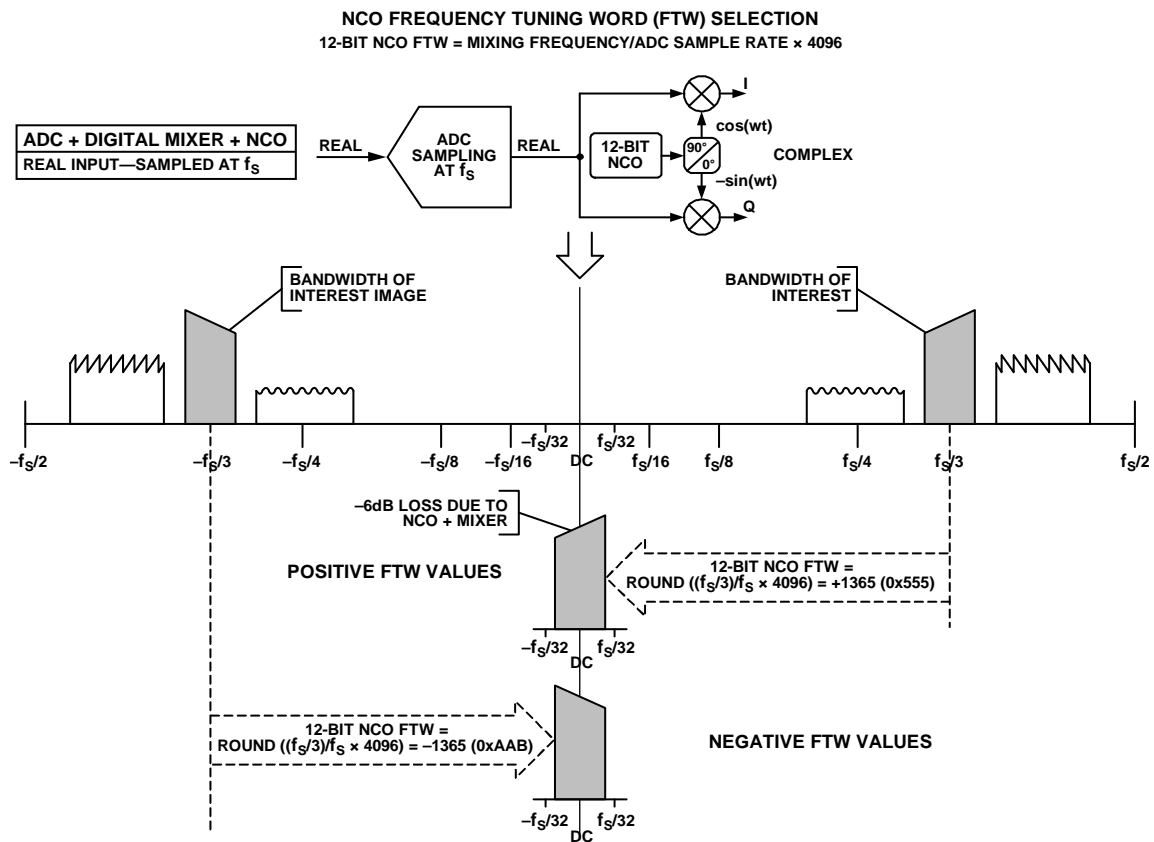 NCO FREQUENCY TUNING WORD (FTW) SELECTION
12-BIT NCO FTW = MIXING FREQUENCY/ADC SAMPLE RATE × 4096
ADC + DIGITAL MIXER + NCO
REAL INPUT—SAMPLED AT fS
REAL
ADC
SAMPLING
AT fS
REAL
12-BIT
NCO
90°
0°
I
cos(wt)
COMPLEX
–sin(wt)
Q
BANDWIDTH OF
INTEREST IMAGE
BANDWIDTH OF
INTEREST
–fS/2
–fS/3
–fS/4
–fS/8
–fS/16
–fS/32
DC
fS/32
fS/16
fS/8
fS/4
fS/3
fS/2
–6dB LOSS DUE TO
NCO + MIXER
POSITIVE FTW VALUES
12-BIT NCO FTW =
ROUND ((fS/3)/fS × 4096) = +1365 (0x555)
–fS/32
DC
fS/32
12-BIT NCO FTW =
ROUND ((fS/3)/fS × 4096) = –1365 (0xAAB)
NEGATIVE FTW VALUES
–fS/32
DC
fS/32